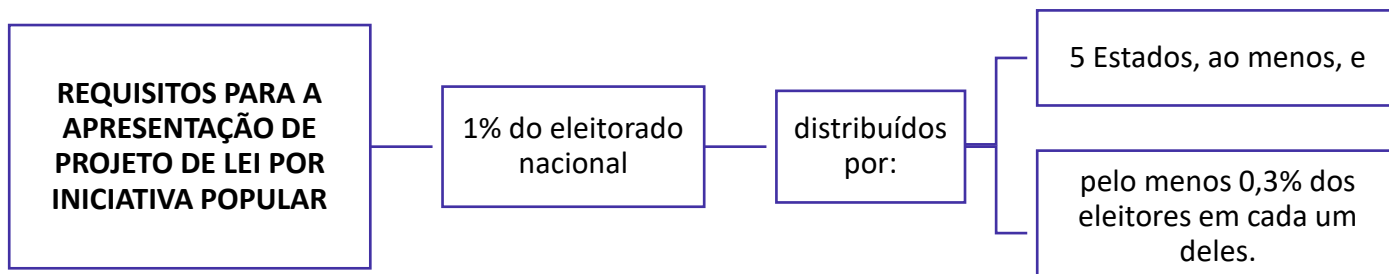 REQUISITOS PARA A
APRESENTAÇÃO DE
PROJETO DE LEI POR
INICIATIVA POPULAR
1% do eleitorado
nacional
distribuídos
por:
5 Estados, ao menos, e
pelo menos 0,3% dos
eleitores em cada um
deles.